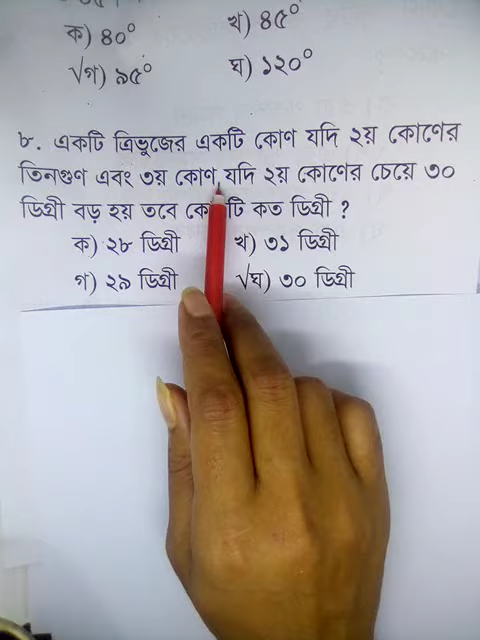 ক) ৪০° খ) ৪৫°
√গ) ৯৫° ঘ) ১২০°
৮. একটি ত্রিভুজের একটি কোণ যদি ২য় কোণের
তিনগুণ এবং ৩য় কোণ যদি ২য় কোণের চেয়ে ৩০
ডিগ্রী বড় হয় তবে কত ডিগ্রী ?
ক) ২৮ ডিগ্রী খ) ৩১ ডিগ্রী
গ) ২৯ ডিগ্রী √ঘ) ৩০ ডিগ্রী